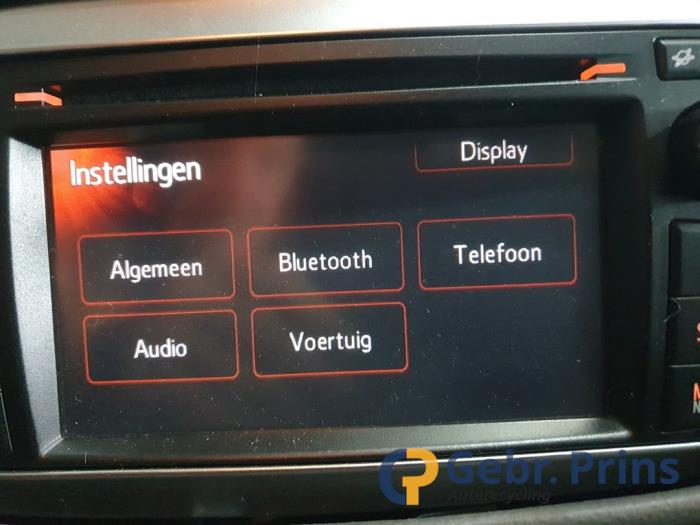 Display
Instellingen
Algemeen
Bluetooth
Telefoon
Audio
Voertuig
Gebr. Prins
Autorecycling